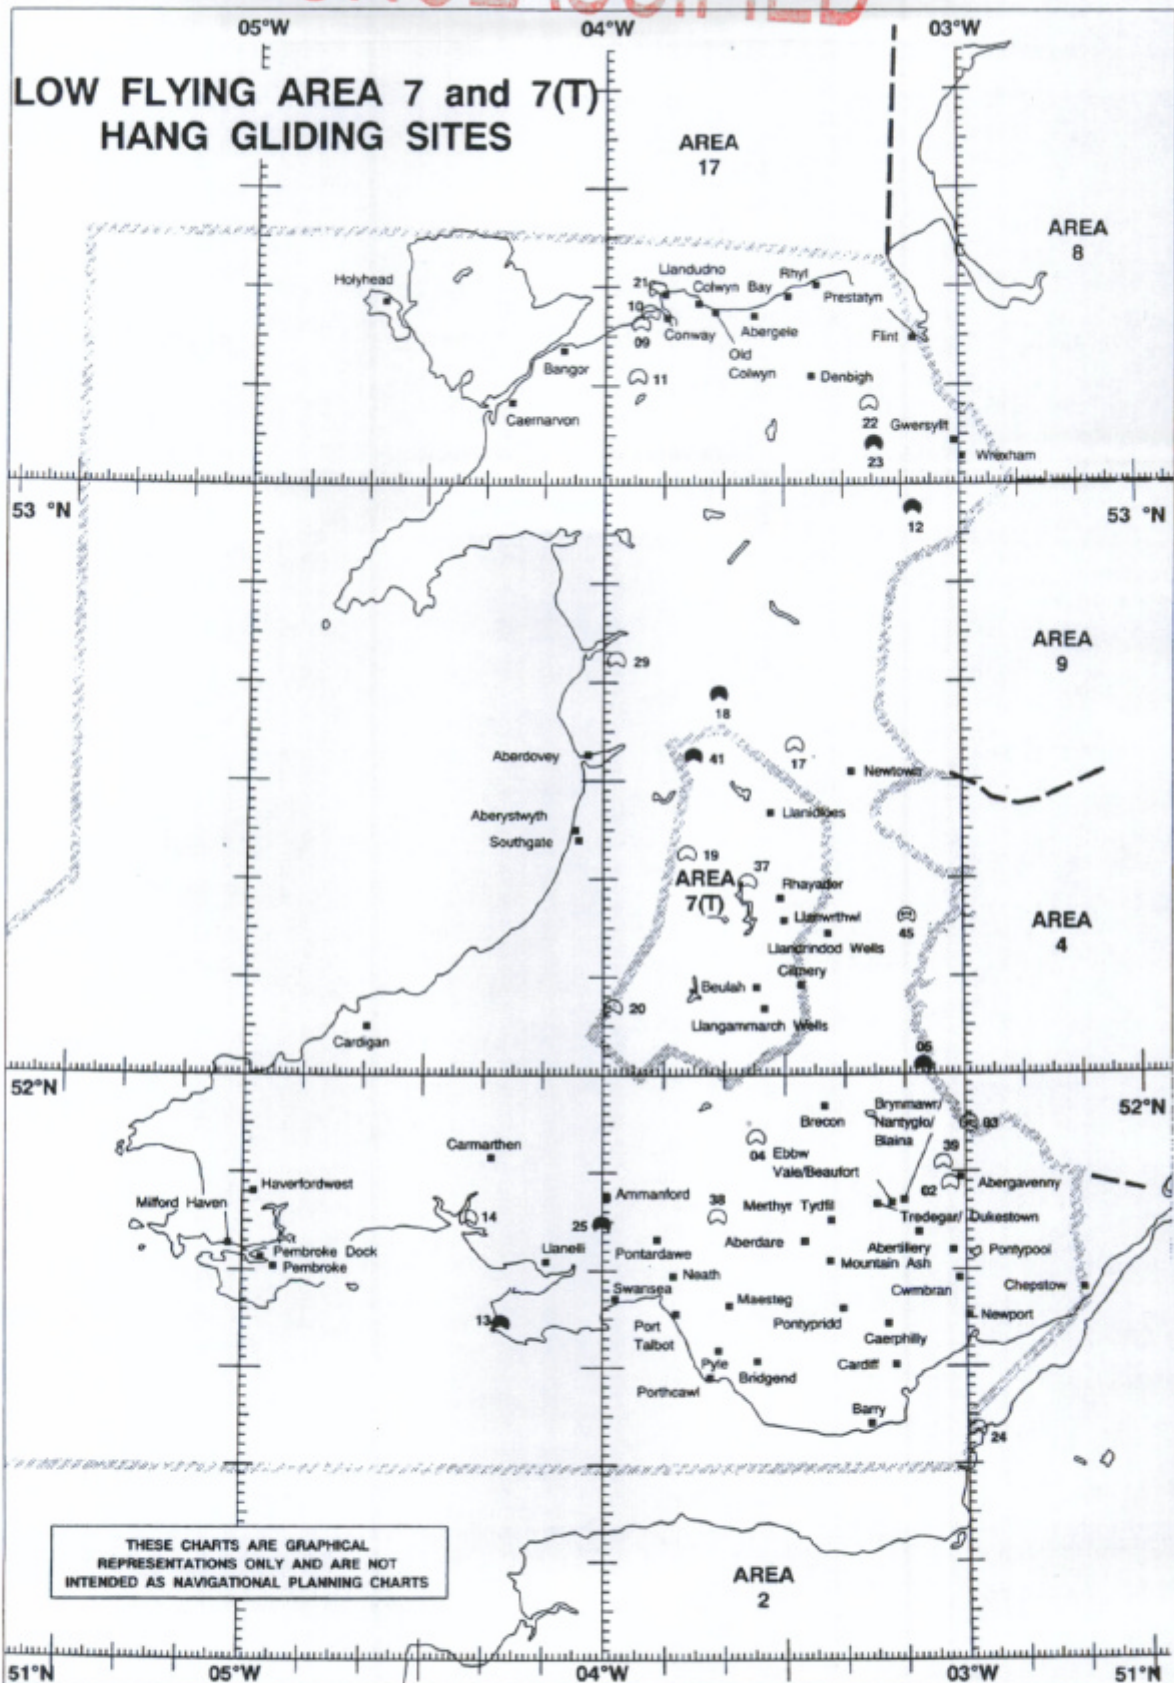 UNCLASSIFIED
05°W
04°W
03°W
LOW FLYING AREA 7 and 7(T)
HANG GLIDING SITES
AREA
17
AREA
8
Holyhead
21
Llandudno
Colwyn Bay
Rhyl
10
Prestatyn
09
Conway
Abergele
Flint
Bangor
Old
Colwyn
11
Denbigh
Caernarvon
22
Gwersyllt
23
Wrexham
53 °N
53 °N
12
29
AREA
9
18
Aberdovey
41
17
Newtown
Aberystwyth
Llanidloes
Southgate
19
37
AREA
7(T)
Rhayader
Llanwrthwl
45
AREA
4
Llandrindod Wells
Cilmery
Beulah
20
Llangammarch Wells
Cardigan
05
52°N
52°N
Brecon
Brynmawr/
Nantyglo/
Blaina
03
Carmarthen
04
Ebbw
Vale/Beaufort
39
Haverfordwest
Ammanford
02
Abergavenny
Milford Haven
14
38
Merthyr Tydfil
25
Tredegar/ Dukestown
Pembroke Dock
Llanelli
Pontardawe
Aberdare
Abertillery
Pontypool
Pembroke
Neath
Mountain Ash
Cwmbran
Chepstow
Swansea
Maesteg
Newport
13
Port
Talbot
Pontypridd
Caerphilly
Pyle
Bridgend
Cardiff
Porthcawl
Barry
24
THESE CHARTS ARE GRAPHICAL
REPRESENTATIONS ONLY AND ARE NOT
INTENDED AS NAVIGATIONAL PLANNING CHARTS
AREA
2
51°N
05°W
04°W
03°W
51°N